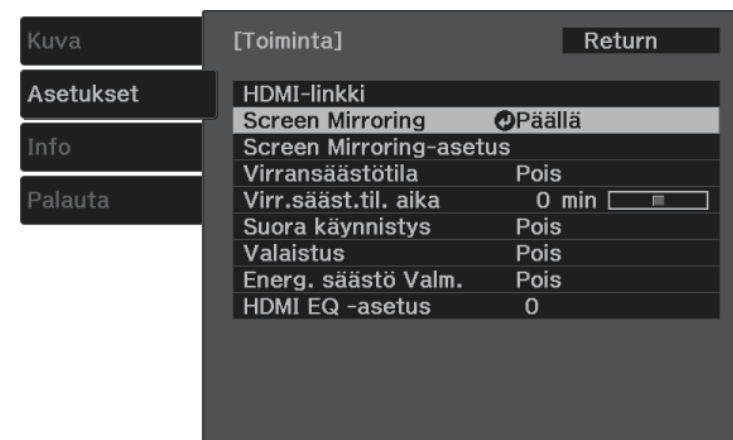 Kuva
Asetukset
Info
Palauta
[Toiminta] Return
HDMI-linkki
Screen Mirroring Päällä
Screen Mirroring-asetus
Virransäästötila Pois
Virr.sääst.til. aika 0 min
Suora käynnistys Pois
Valaistus Pois
Energ. säästö Valm. Pois
HDMI EQ -asetus 0